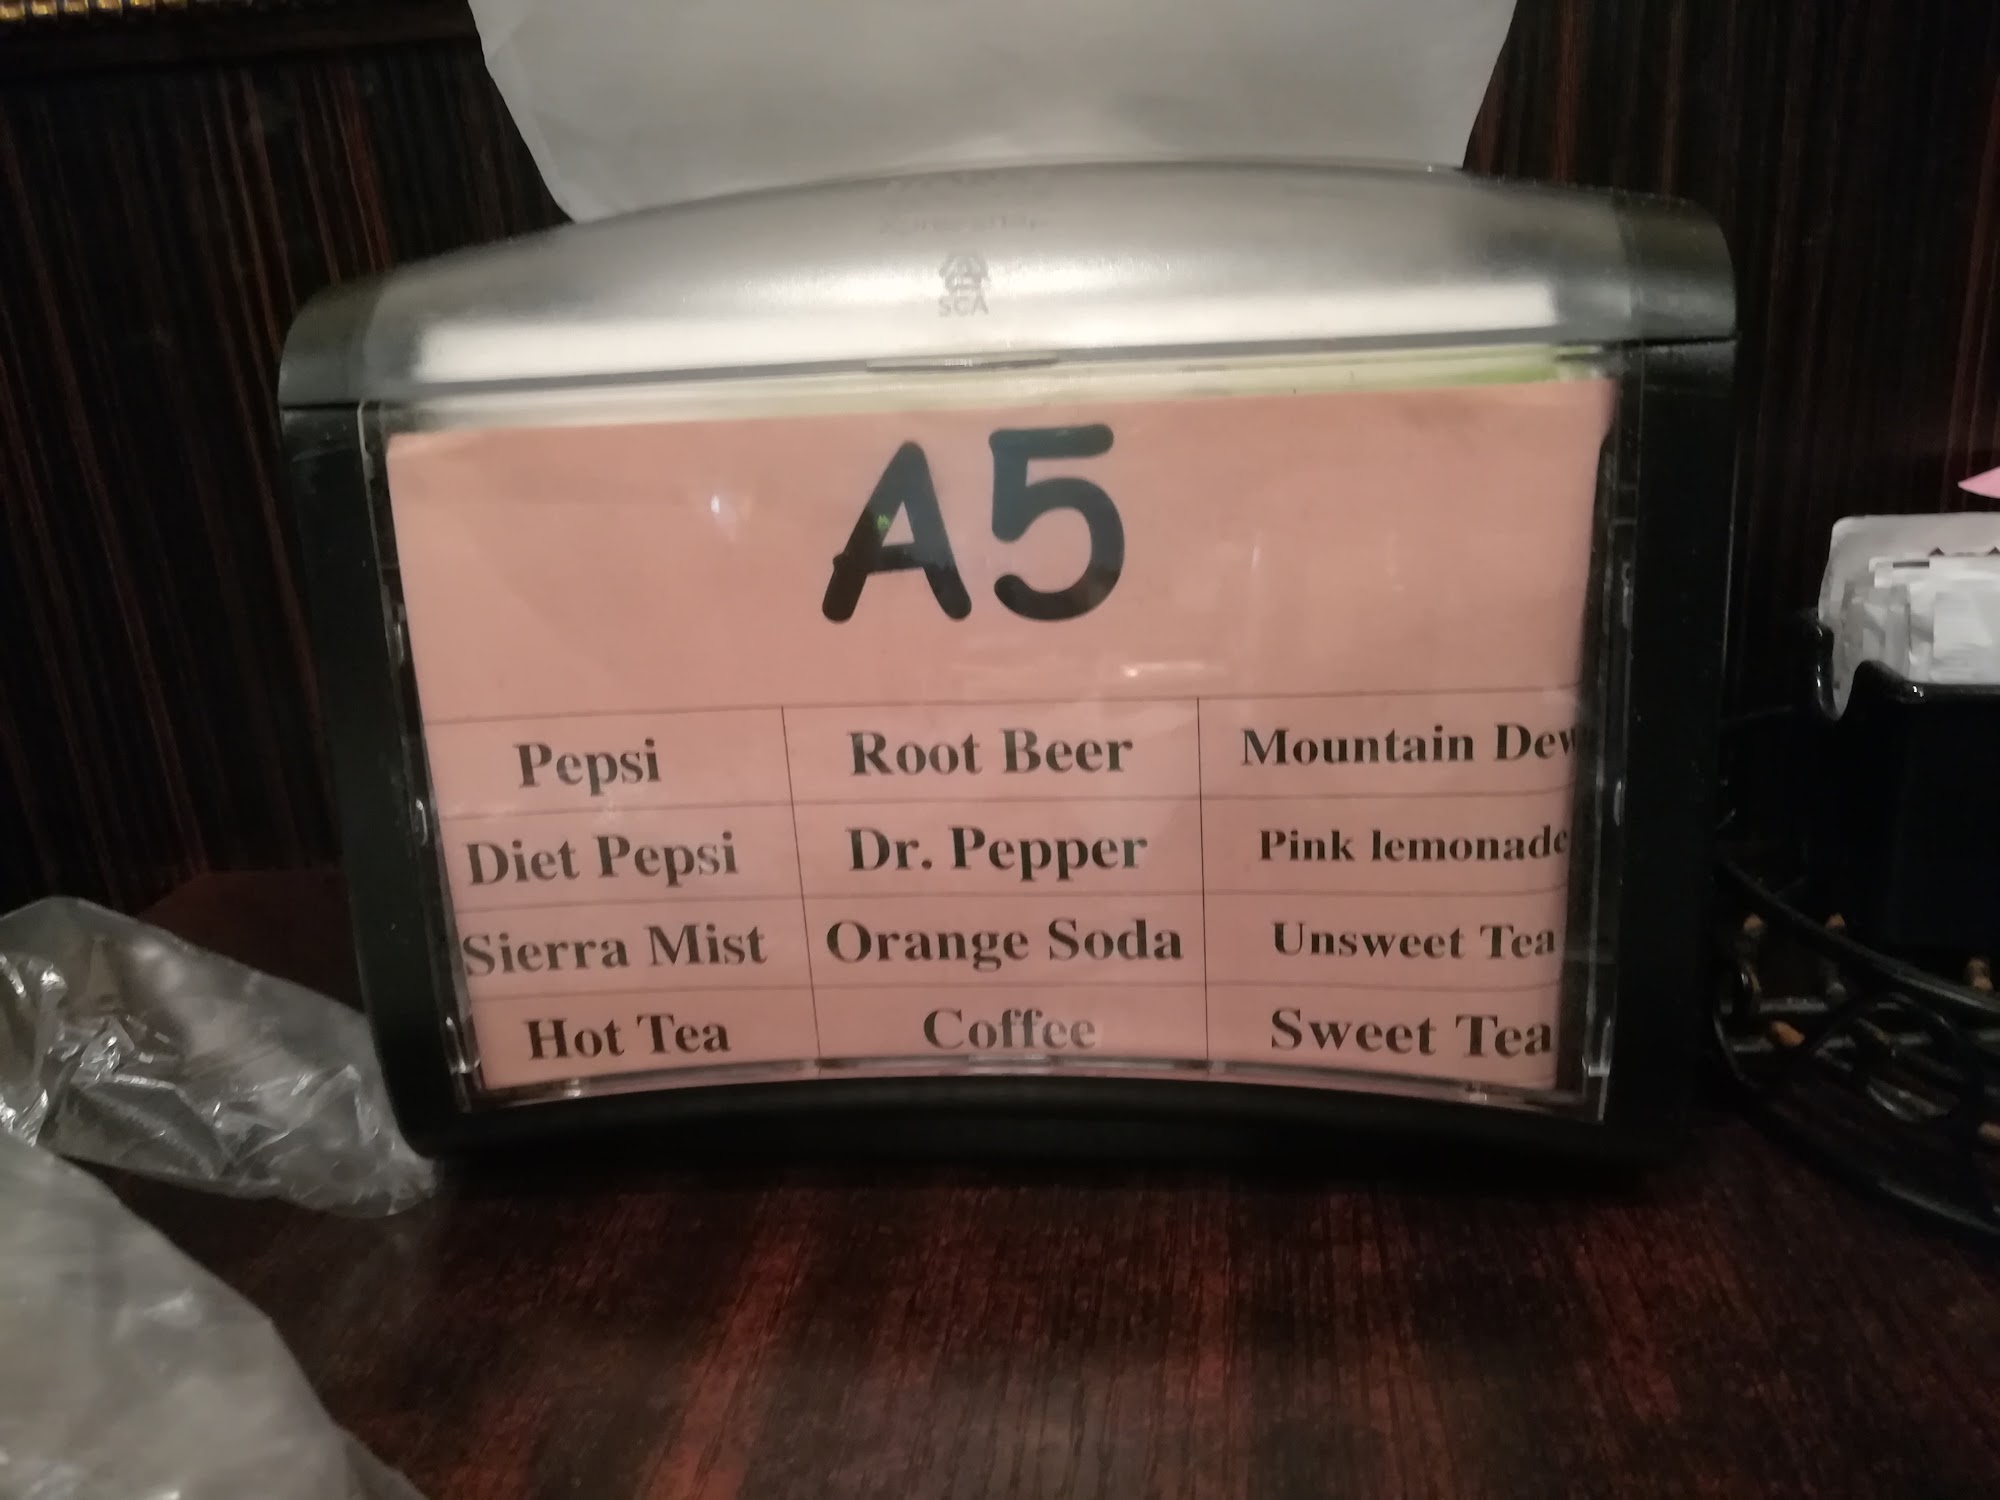 SCA
A5
Pepsi Root Beer Mountain Dew
Diet Pepsi Dr. Pepper Pink lemonade
Sierra Mist Orange Soda Unsweet Tea
Hot Tea Coffee Sweet Tea